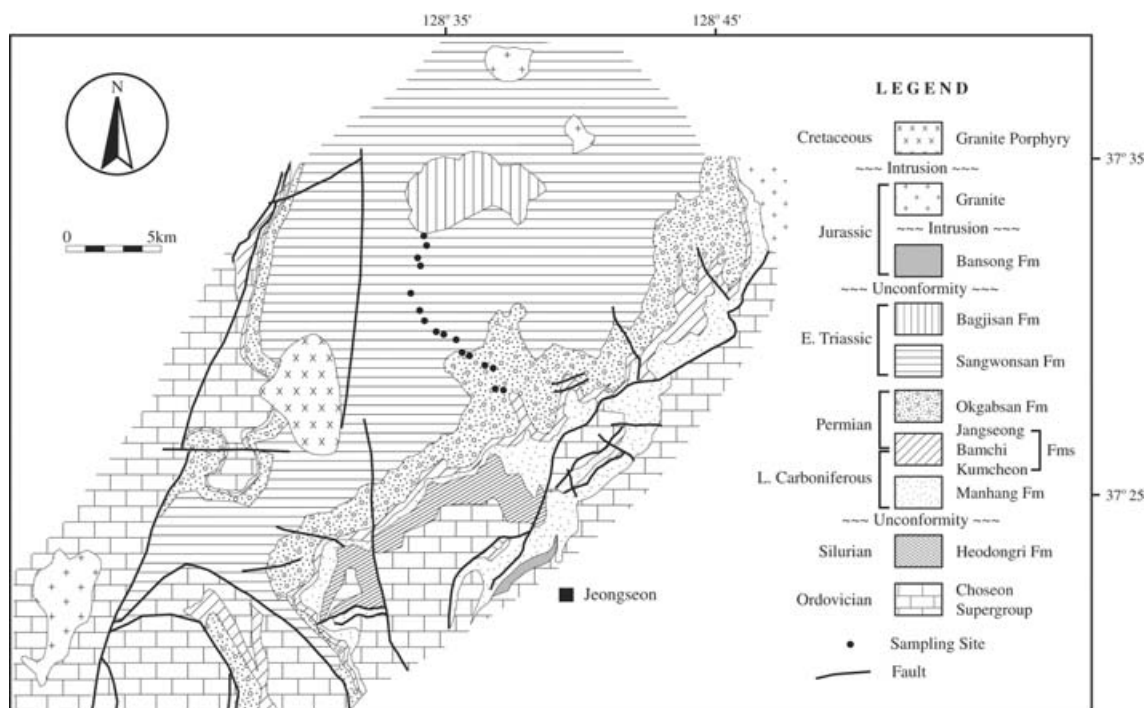 128° 35' 128° 45'
N
0 5km
LEGEND
Cretaceous Granite Porphyry
~~~ Intrusion ~~~
37° 35'
Granite
Jurassic ~~~ Intrusion ~~~
Bansong Fm
~~~ Unconformity ~~~
Bagjisan Fm
E. Triassic
Sangwonsan Fm
Okgabsan Fm
Permian
Jangseong
Bamchi Fms
Kumcheon
L. Carboniferous
Manhang Fm
37° 25'
~~~ Unconformity ~~~
Silurian Heodongri Fm
Ordovician Choseon
Supergroup
Jeongseon
Sampling Site
Fault